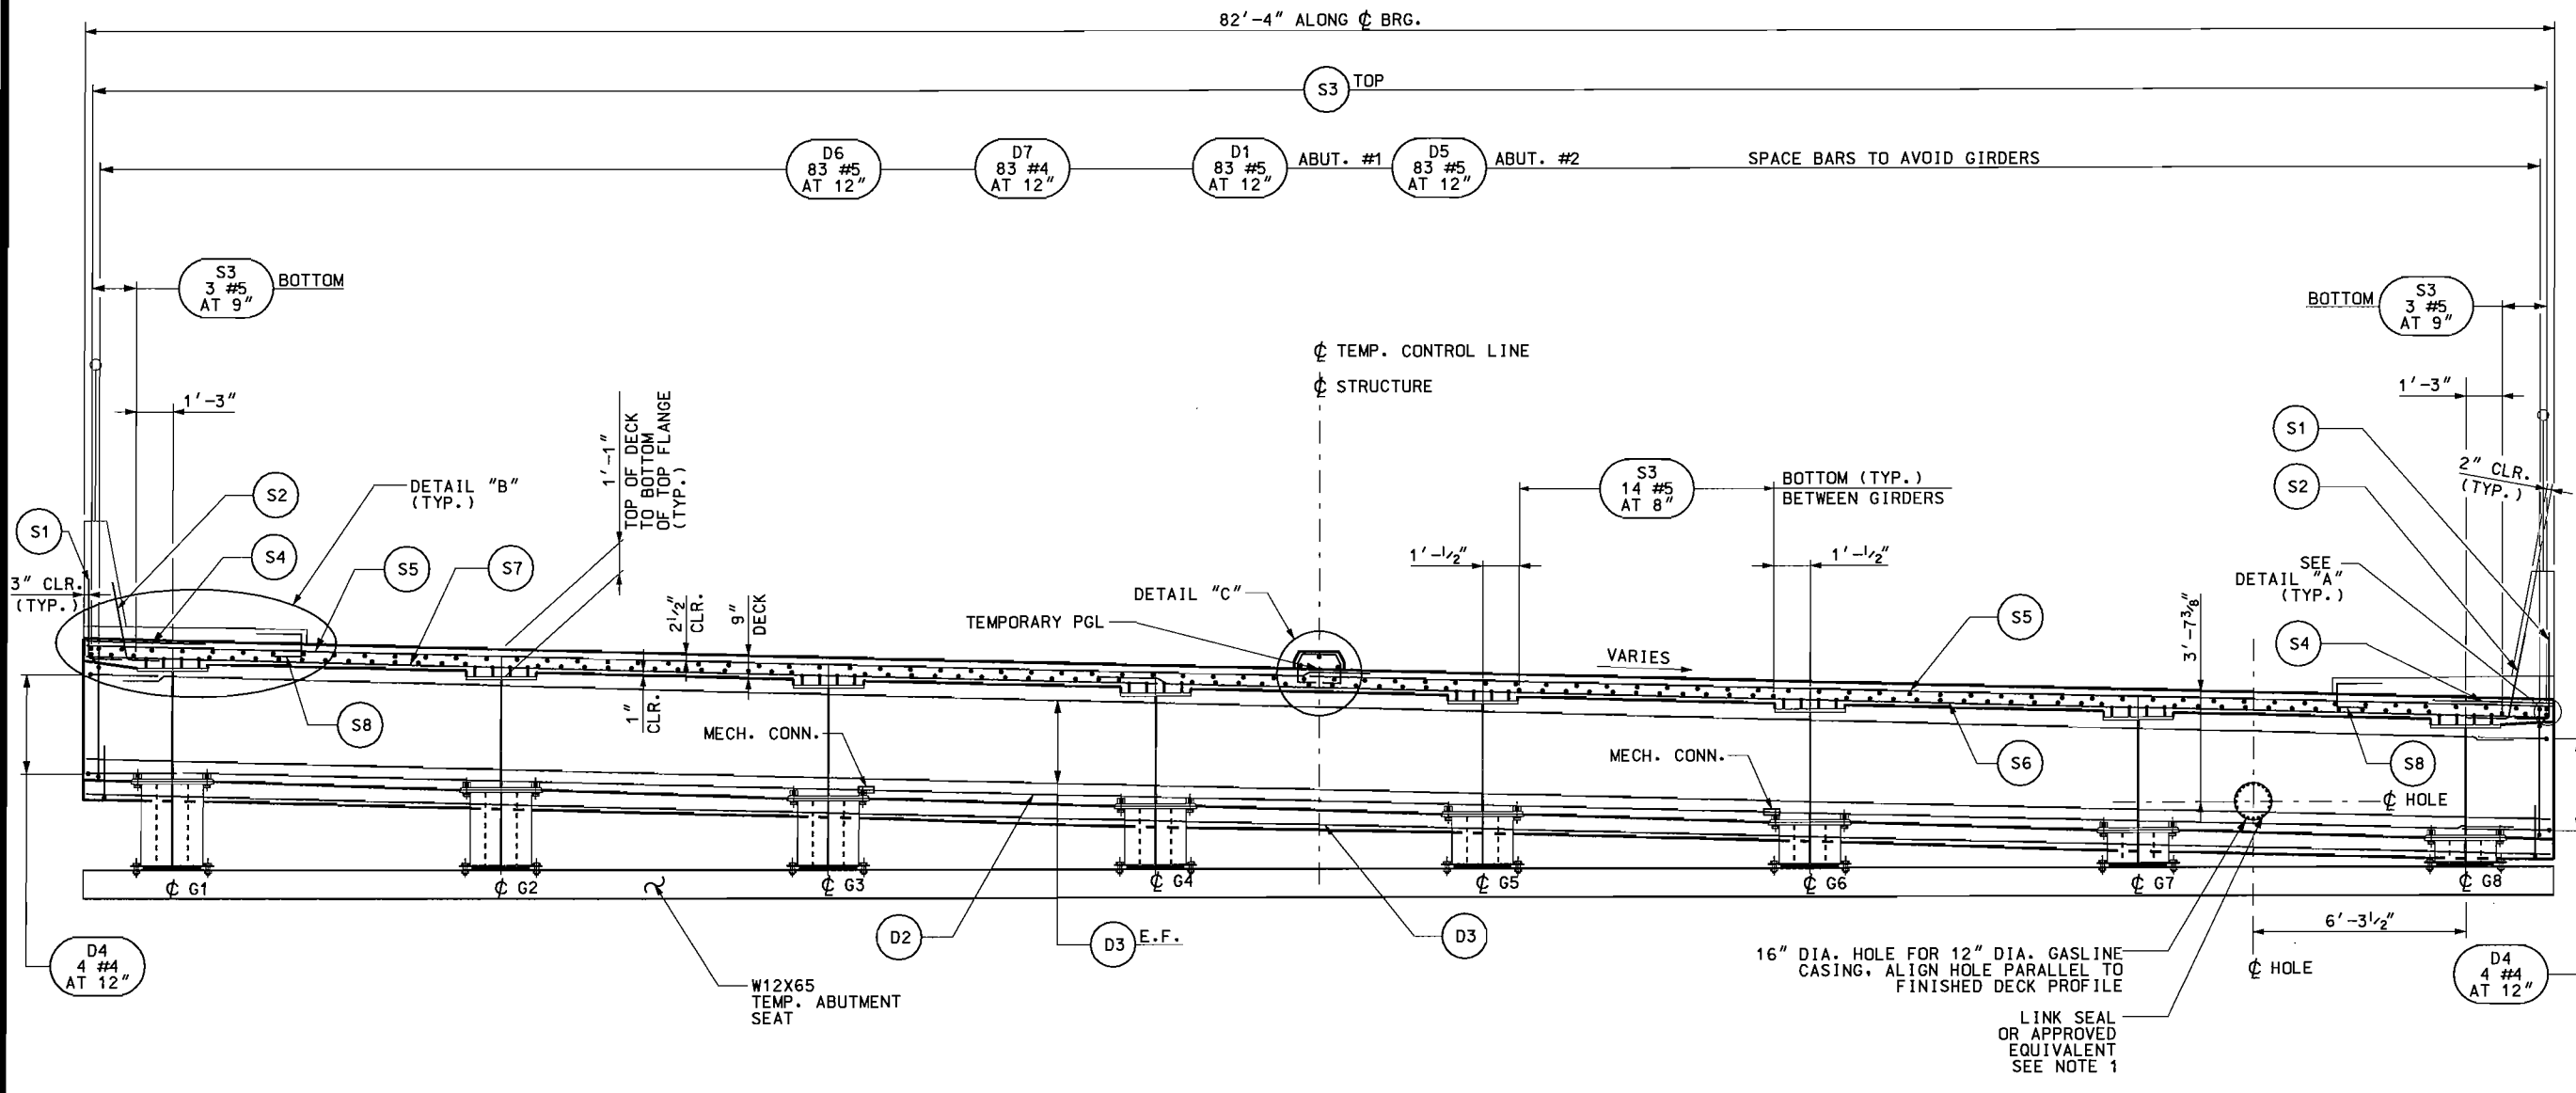 82'-4" ALONG ℄ BRG.
S3 TOP
D6
83 #5
AT 12"
D7
83 #4
AT 12"
D1
83 #5
AT 12"
ABUT. #1
D5
83 #5
AT 12"
ABUT. #2
SPACE BARS TO AVOID GIRDERS
S3
3 #5
AT 9"
BOTTOM
BOTTOM
S3
3 #5
AT 9"
℄ TEMP. CONTROL LINE
℄ STRUCTURE
1'-3"
1'-3"
1'-1"
TOP OF DECK
TO BOTTOM
OF TOP FLANGE
(TYP.)
S1
S2
DETAIL "B"
(TYP.)
S3
14 #5
AT 8"
BOTTOM (TYP.)
BETWEEN GIRDERS
S1
S2
2" CLR.
(TYP.)
S4
S5
S7
3" CLR.
(TYP.)
1'-1/2"
1'-1/2"
SEE
DETAIL "A"
(TYP.)
2 1/2"
CLR.
9"
DECK
DETAIL "C"
TEMPORARY PGL
VARIES
S5
3'-7 3/8"
S4
S8
1"
CLR.
MECH. CONN.
MECH. CONN.
S6
S8
℄ HOLE
℄ G1
℄ G2
℄ G3
℄ G4
℄ G5
℄ G6
℄ G7
℄ G8
D4
4 #4
AT 12"
W12X65
TEMP. ABUTMENT
SEAT
D2
D3 E.F.
D3
6'-3 1/2"
16" DIA. HOLE FOR 12" DIA. GASLINE
CASING. ALIGN HOLE PARALLEL TO
FINISHED DECK PROFILE
℄ HOLE
D4
4 #4
AT 12"
LINK SEAL
OR APPROVED
EQUIVALENT
SEE NOTE 1